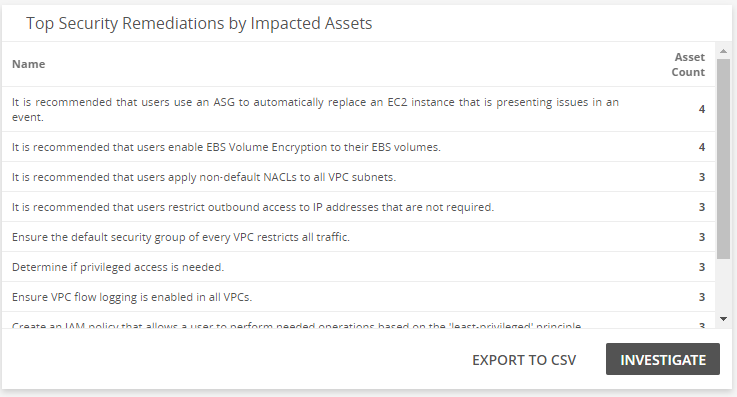 Top Security Remediations by Impacted Assets
Name
Asset
Count
It is recommended that users use an ASG to automatically replace an EC2 instance that is presenting issues in an
event.
4
It is recommended that users enable EBS Volume Encryption to their EBS volumes.
4
It is recommended that users apply non-default NACLs to all VPC subnets.
3
It is recommended that users restrict outbound access to IP addresses that are not required.
3
Ensure the default security group of every VPC restricts all traffic.
3
Determine if privileged access is needed.
3
Ensure VPC flow logging is enabled in all VPCs.
3
Create an IAM policy that allows a user to perform needed operations based on the 'least-privileged' principle
3
EXPORT TO CSV
INVESTIGATE